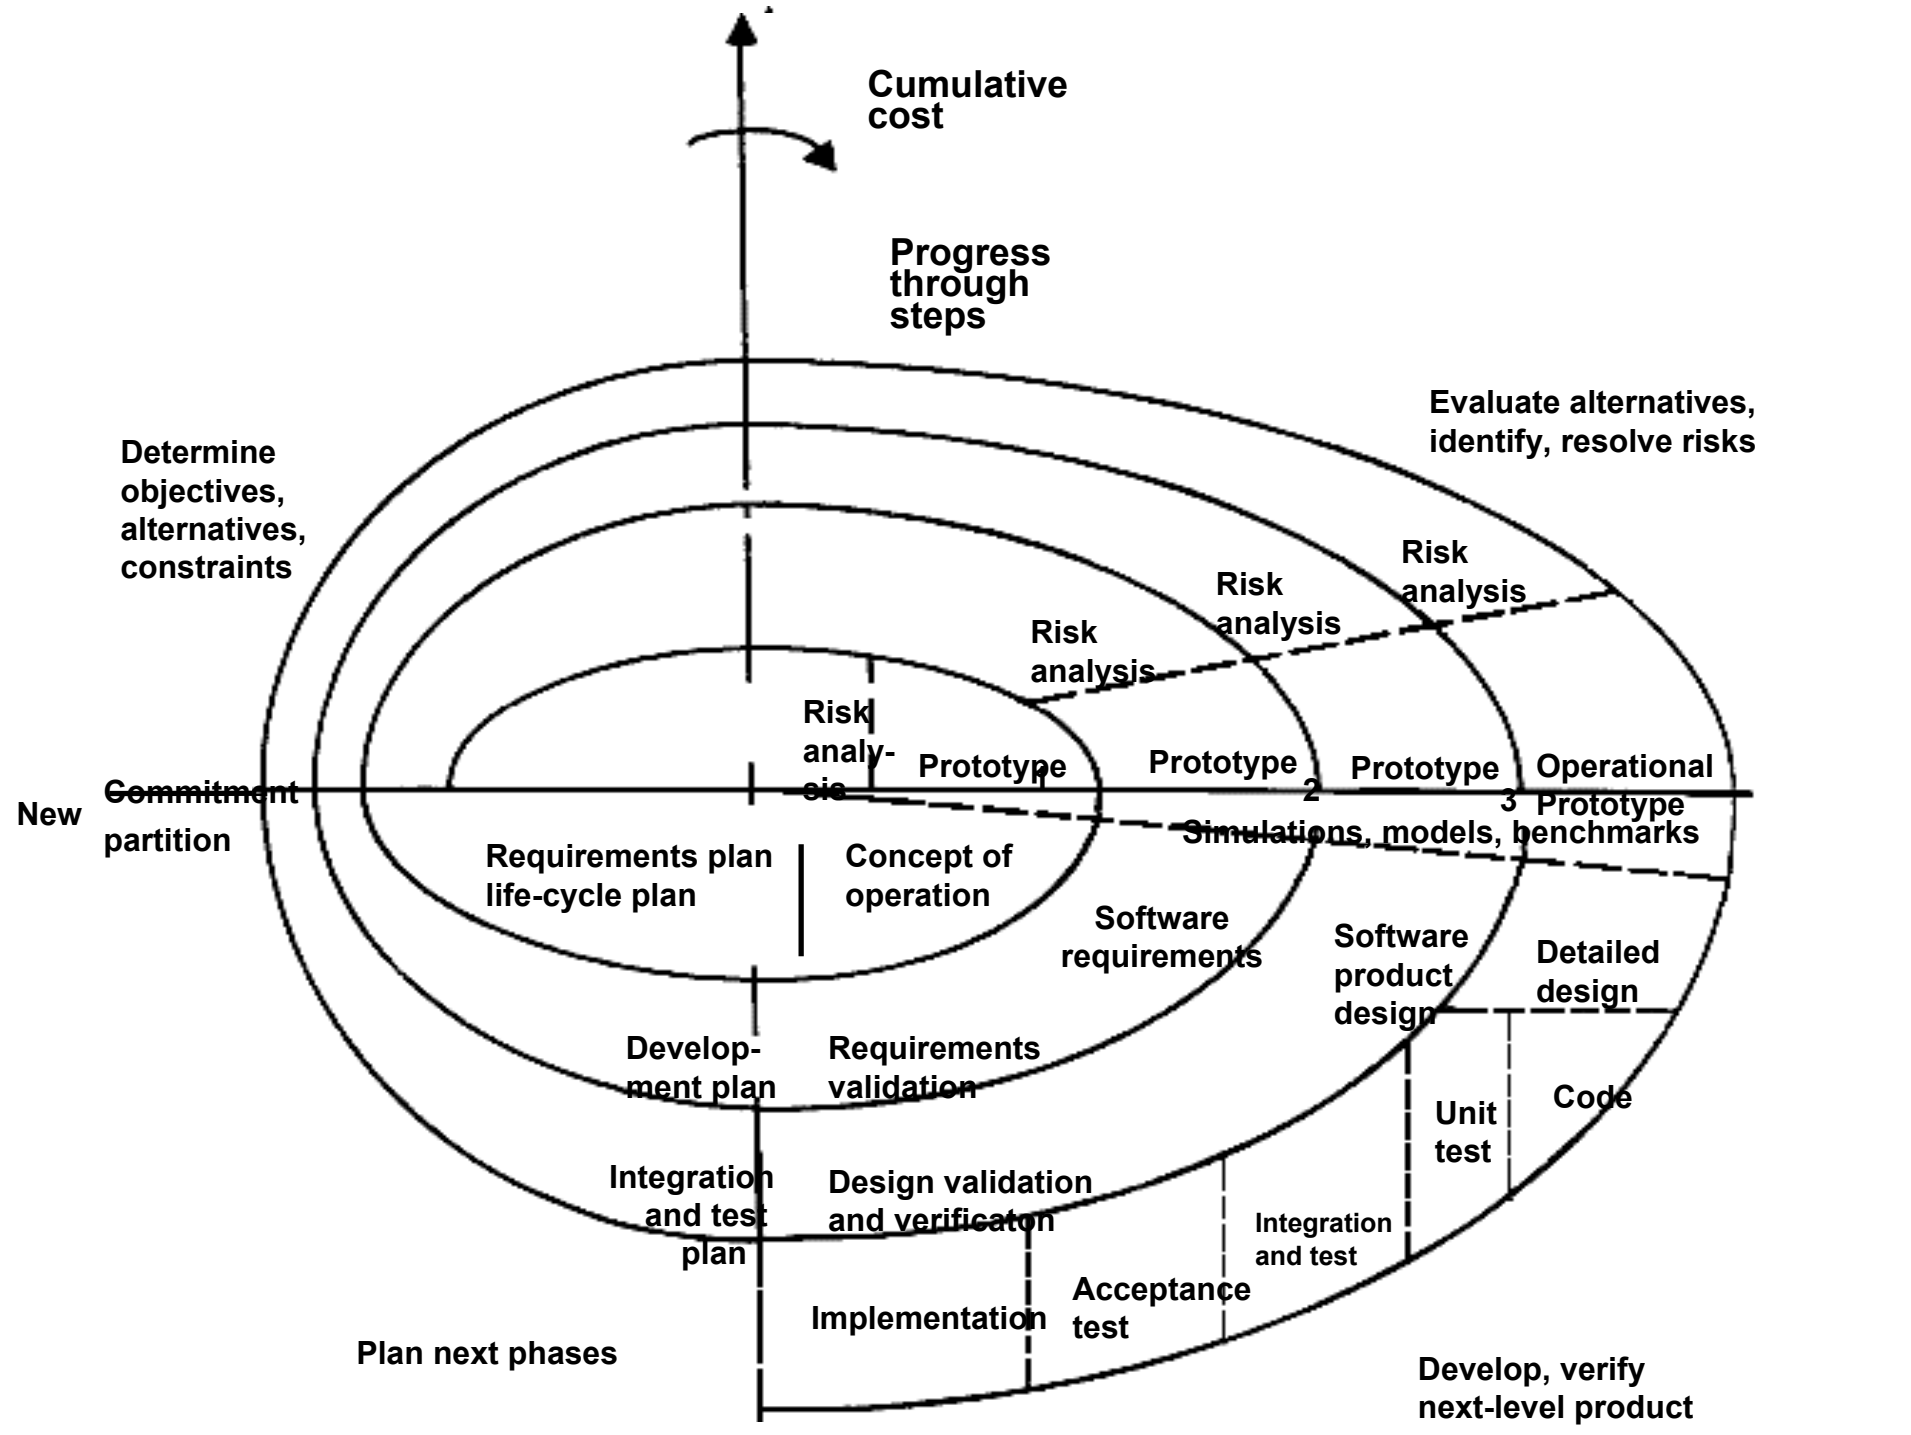 Cumulative
cost
Progress
through
steps
Evaluate alternatives,
identify, resolve risks
Determine
objectives,
alternatives,
constraints
Risk
analysis
Risk
analysis
Risk
analysis
Risk
analy-
sis
Prototype
1
Prototype
2
Prototype
3
Operational
Prototype
New
Commitment
partition
Simulations, models, benchmarks
Requirements plan
life-cycle plan
Concept of
operation
Software
requirements
Software
product
design
Detailed
design
Develop-
ment plan
Requirements
validation
Unit
test
Code
Integration
and test
plan
Design validation
and verificaton
Integration
and test
Acceptance
test
Implementation
Plan next phases
Develop, verify
next-level product